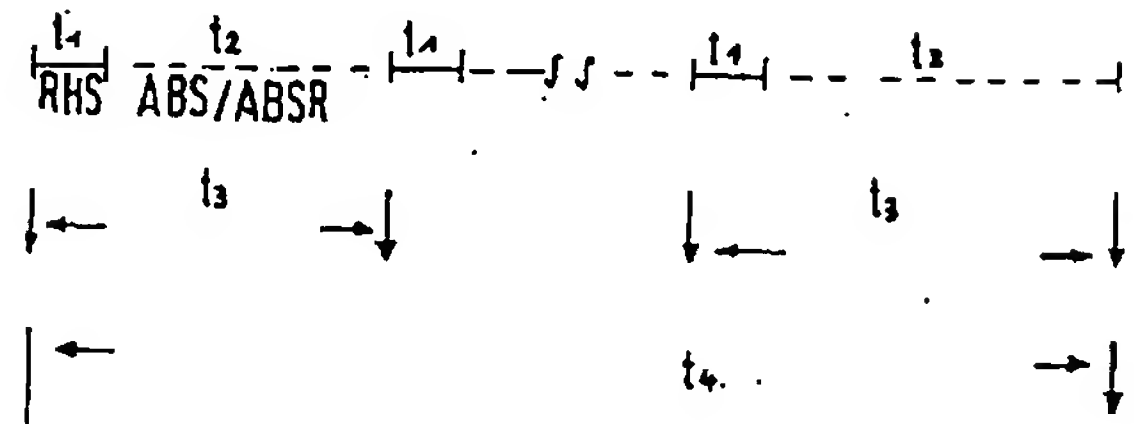 t₁ t₂ t₁ t₁ t₂
RHS ABS/ABSR
t₃ t₃
t₄